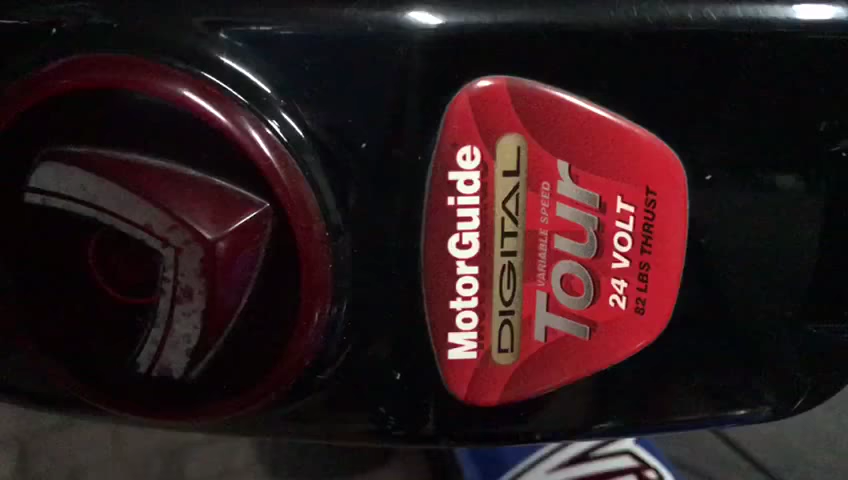 MotorGuide
DIGITAL
VARIABLE SPEED
Tour
24 VOLT
82 LBS THRUST